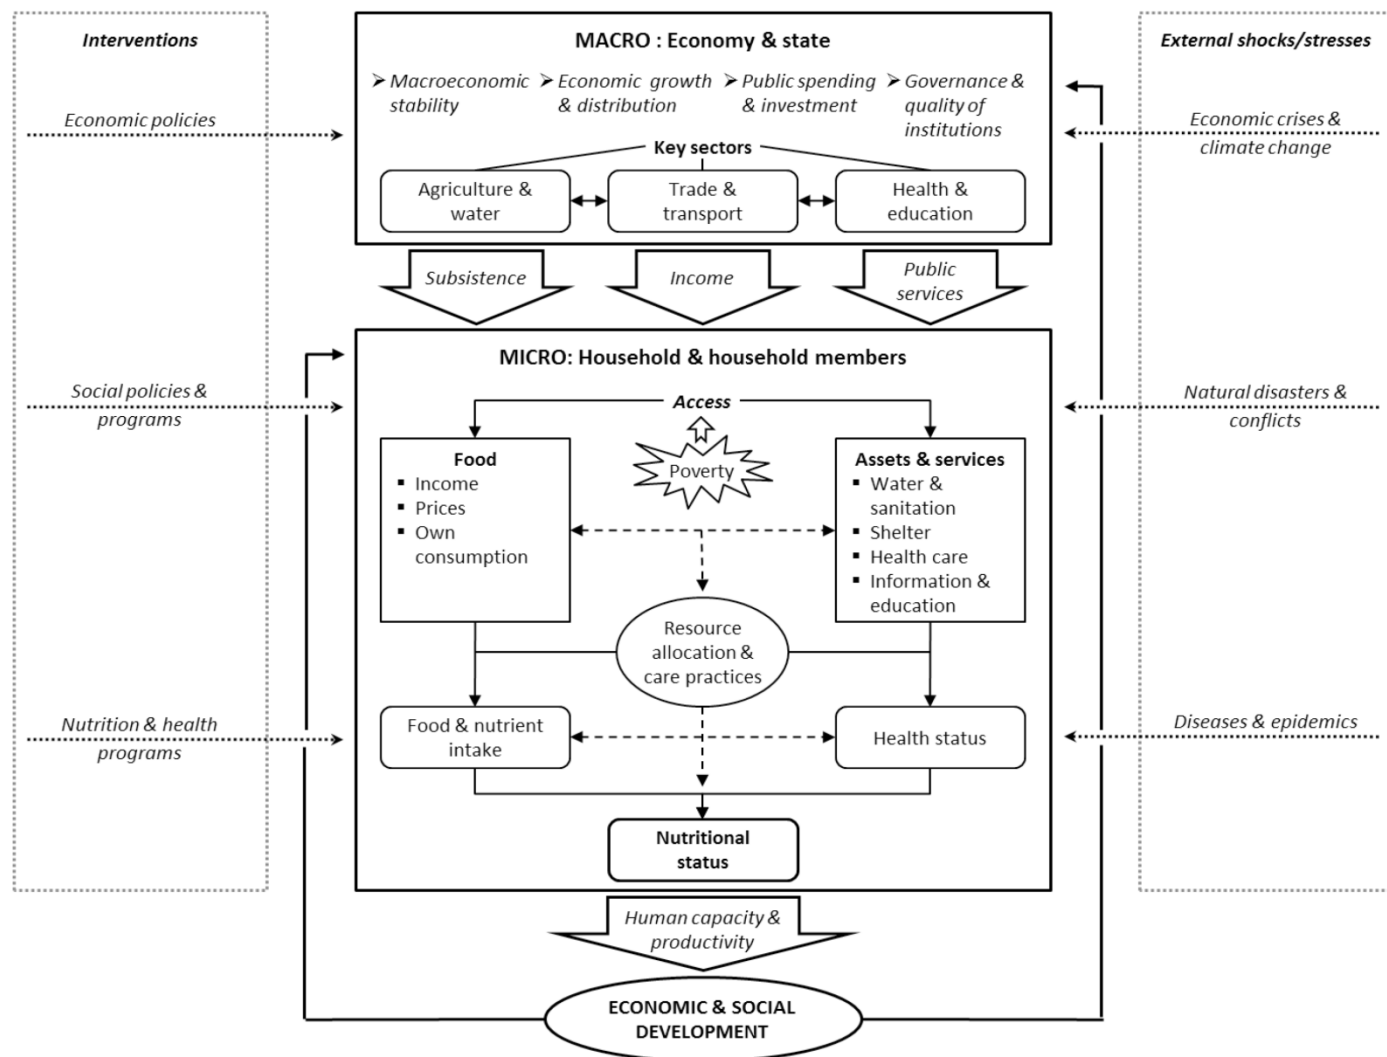 Interventions
Economic policies
Social policies &
programs
Nutrition & health
programs
MACRO : Economy & state
➢ Macroeconomic
stability
➢ Economic growth
& distribution
➢ Public spending
& investment
➢ Governance &
quality of
institutions
Key sectors
Agriculture &
water
Trade &
transport
Health &
education
Subsistence
Income
Public
services
MICRO: Household & household members
Access
Poverty
Food
▪ Income
▪ Prices
▪ Own
consumption
Assets & services
▪ Water &
sanitation
▪ Shelter
▪ Health care
▪ Information &
education
Resource
allocation &
care practices
Food & nutrient
intake
Health status
Nutritional
status
Human capacity &
productivity
ECONOMIC & SOCIAL
DEVELOPMENT
External shocks/stresses
Economic crises &
climate change
Natural disasters &
conflicts
Diseases & epidemics